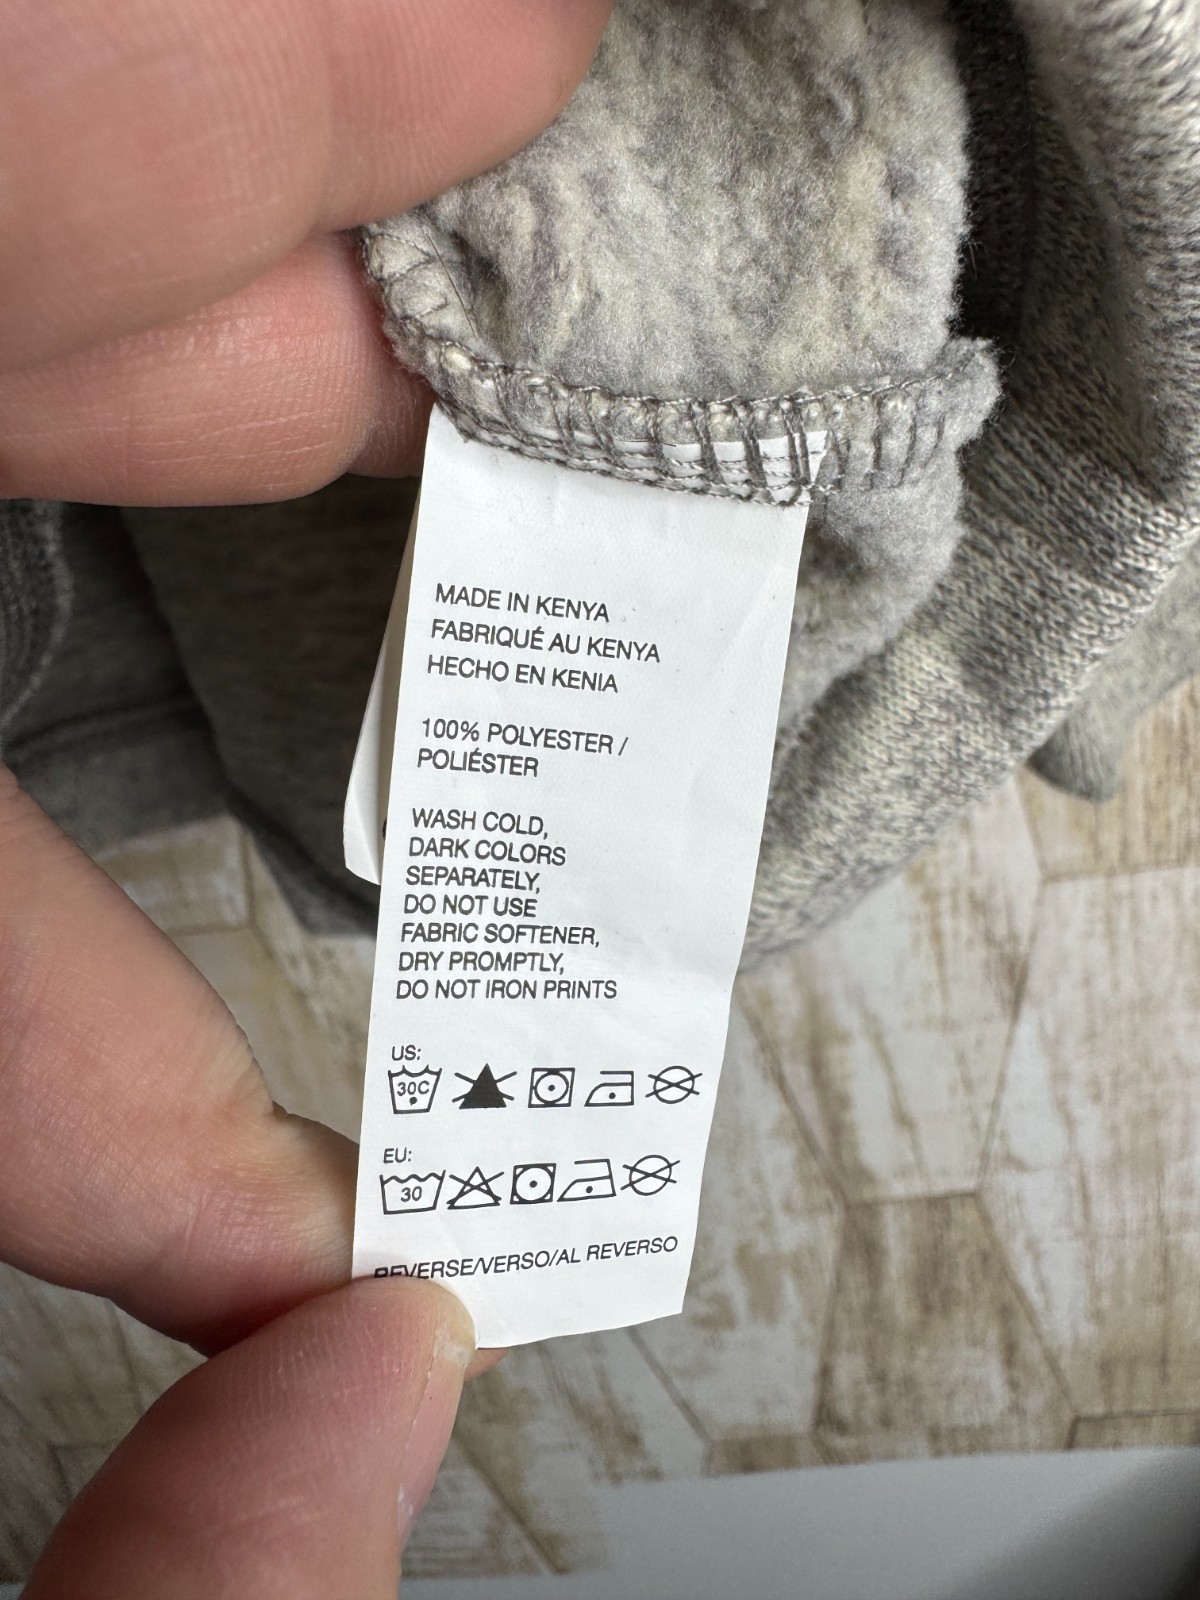 MADE IN KENYA
FABRIQUÉ AU KENYA
HECHO EN KENIA
100% POLYESTER /
POLIÉSTER
WASH COLD,
DARK COLORS
SEPARATELY,
DO NOT USE
FABRIC SOFTENER,
DRY PROMPTLY,
DO NOT IRON PRINTS
US:
30C
EU:
30
REVERSE/VERSO/AL REVERSO